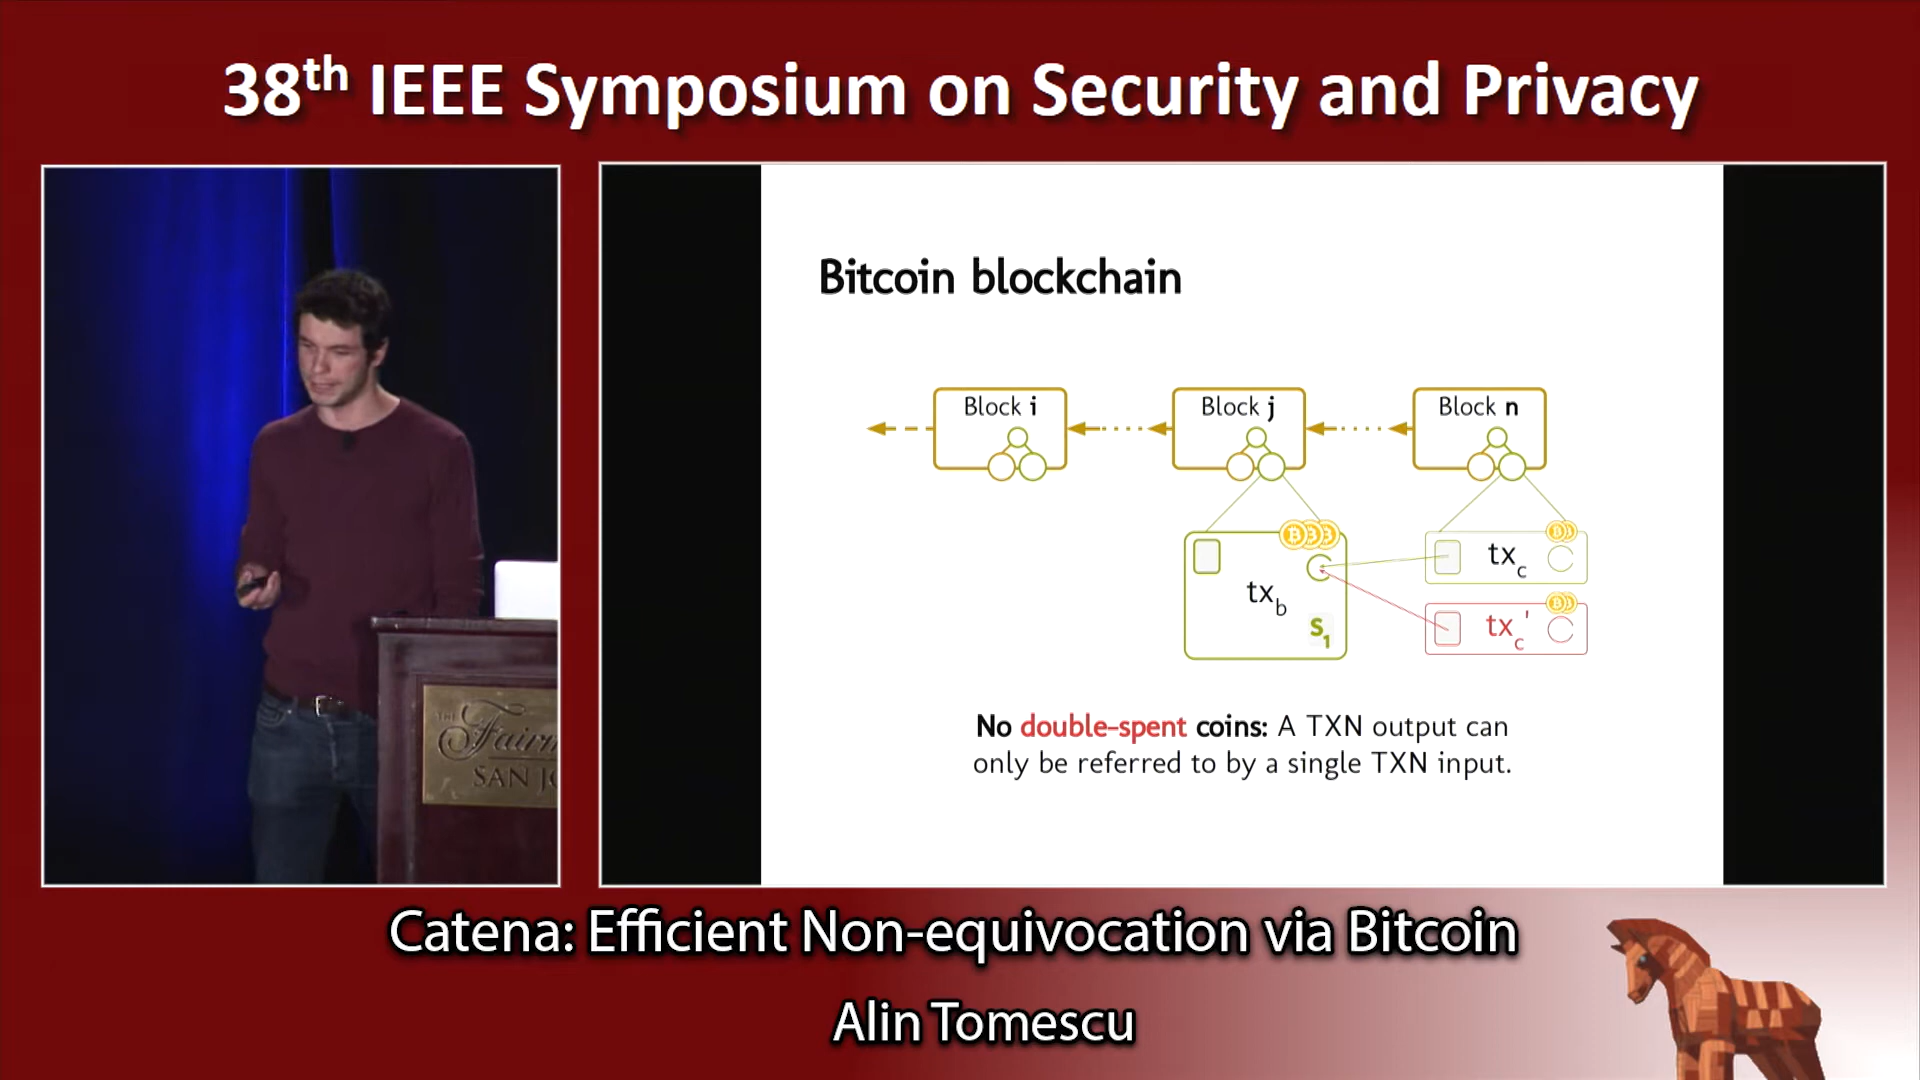 38th IEEE Symposium on Security and Privacy
Bitcoin blockchain
Block i
Block j
Block n
txb
s1
txc
txc'
No double-spent coins: A TXN output can
only be referred to by a single TXN input.
THE
SAN
Catena: Efficient Non-equivocation via Bitcoin
Alin Tomescu